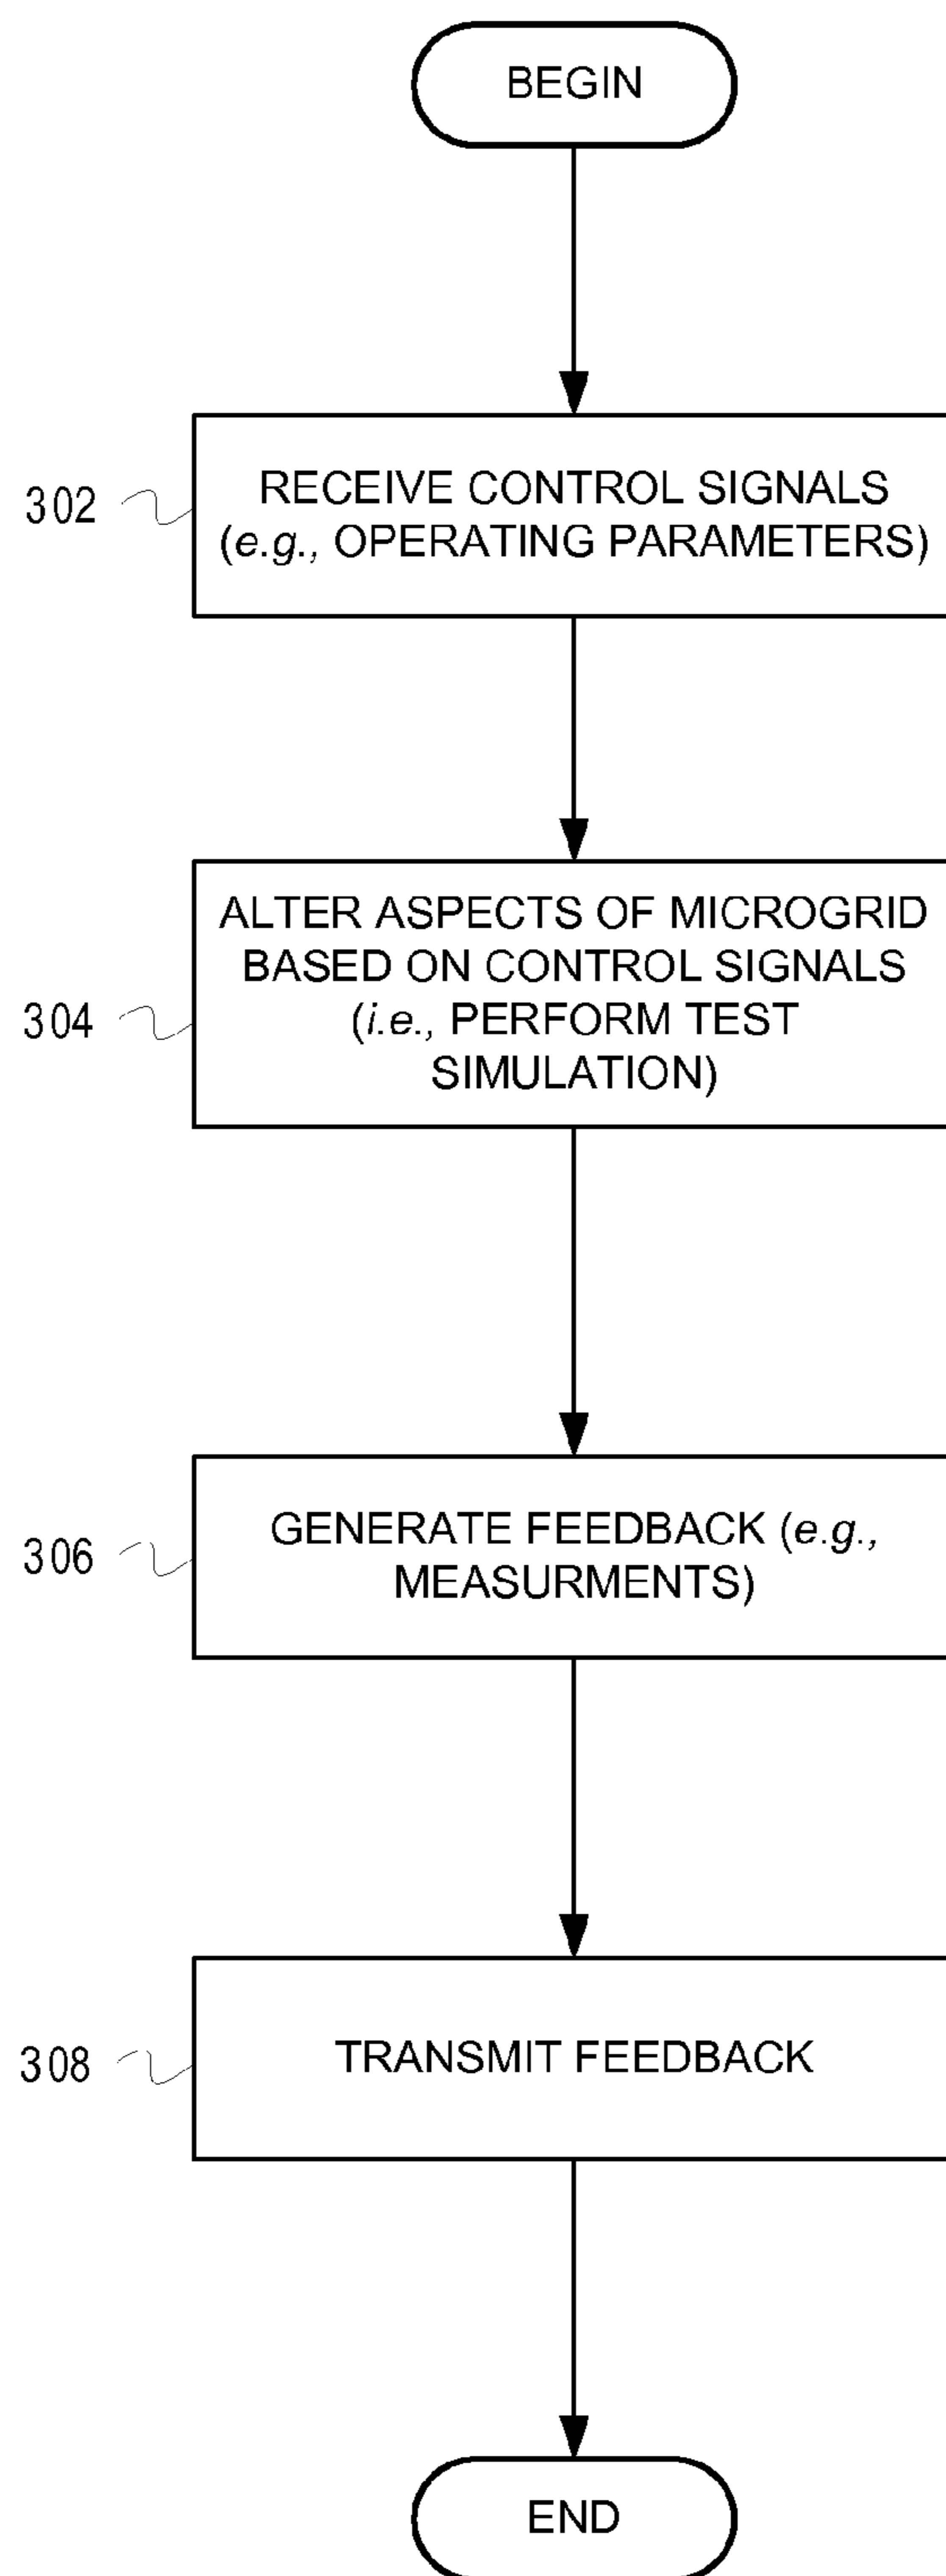 BEGIN
302
RECEIVE CONTROL SIGNALS
(e.g., OPERATING PARAMETERS)
304
ALTER ASPECTS OF MICROGRID
BASED ON CONTROL SIGNALS
(i.e., PERFORM TEST
SIMULATION)
306
GENERATE FEEDBACK (e.g.,
MEASURMENTS)
308
TRANSMIT FEEDBACK
END